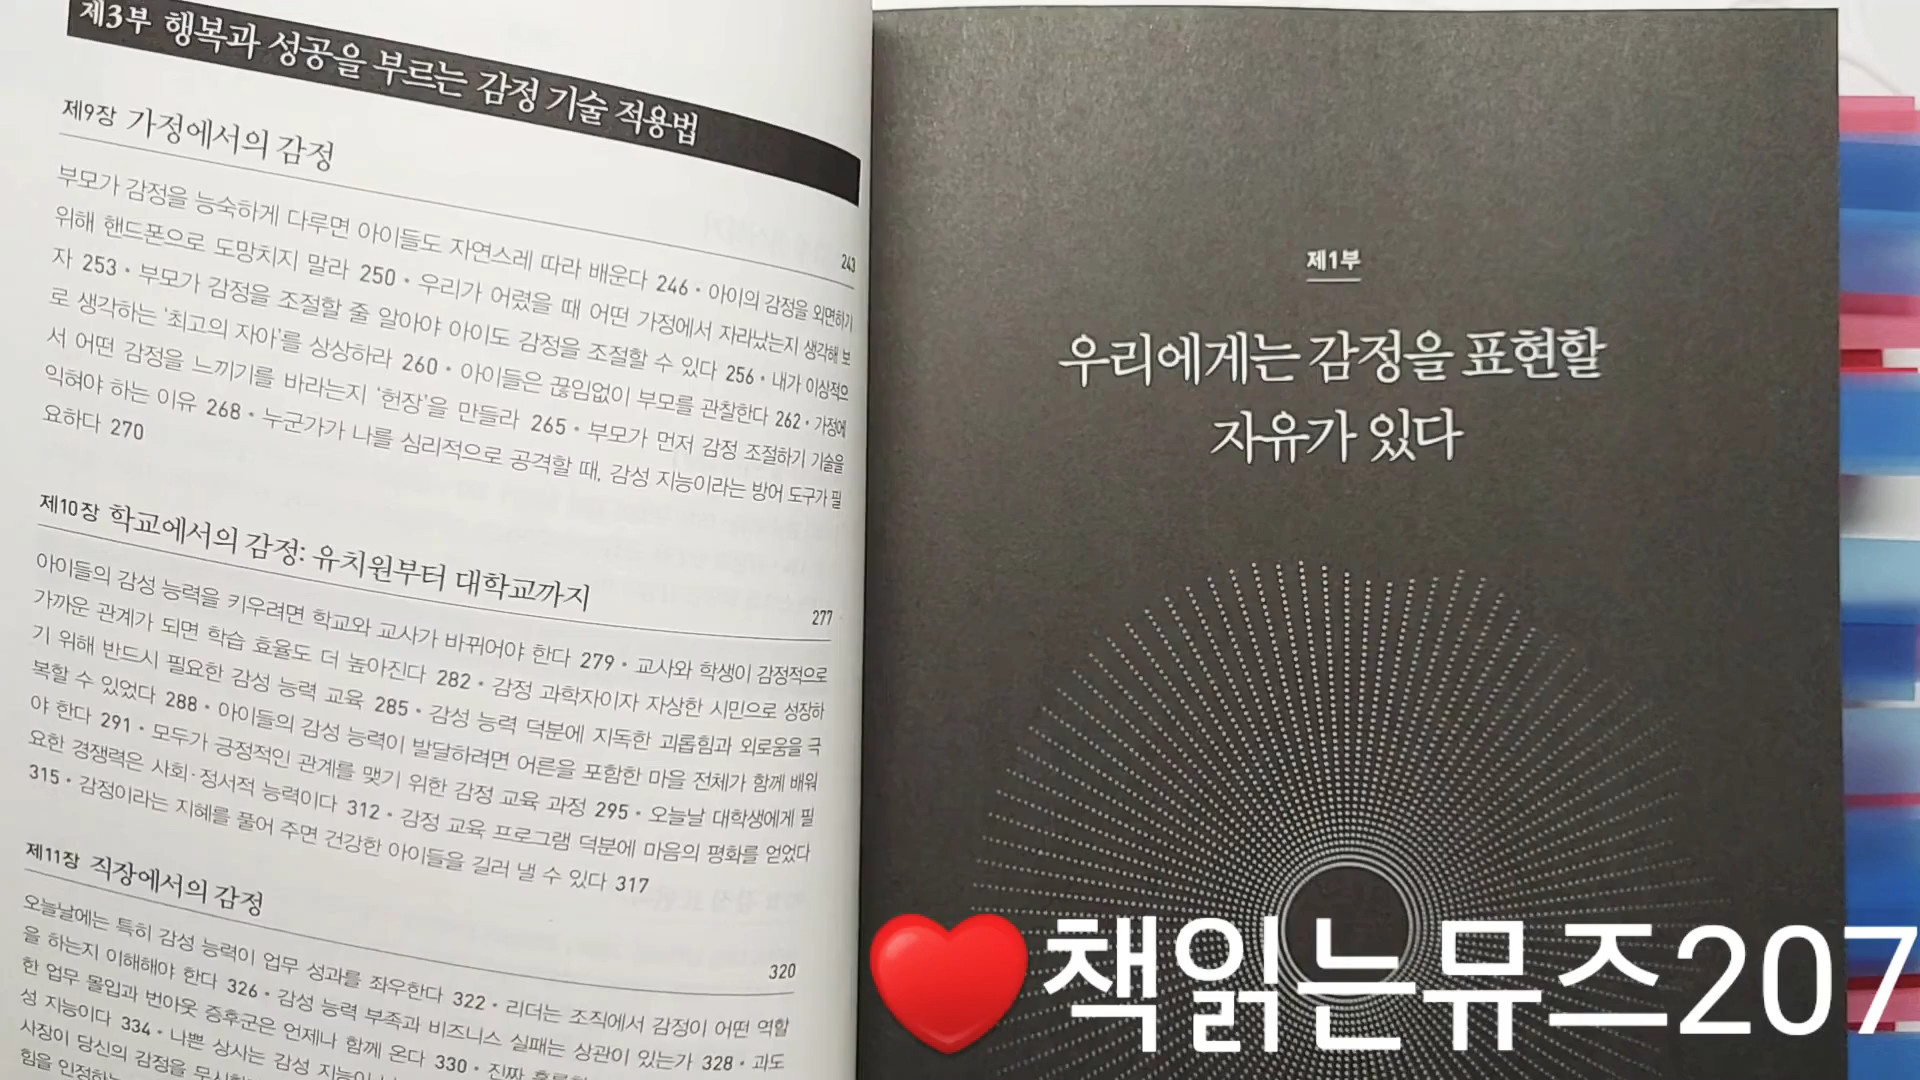 제3부 행복과 성공을 부르는 감정 기술 적용법
제9장 가정에서의 감정 243
부모가 감정을 능숙하게 다루면 아이들도 자연스레 따라 배운다 246 • 아이의 감정을 외면하기
위해 핸드폰으로 도망치지 말라 250 • 우리가 어렸을 때 어떤 가정에서 자라났는지 생각해 보
자 253 • 부모가 감정을 조절할 줄 알아야 아이도 감정을 조절할 수 있다 256 • 내가 이상적으
로 생각하는 ‘최고의 자아’를 상상하라 260 • 아이들은 끊임없이 부모를 관찰한다 262 • 가정에
서 어떤 감정을 느끼기를 바라는지 ‘헌장’을 만들라 265 • 부모가 먼저 감정 조절하기 기술을
익혀야 하는 이유 268 • 누군가가 나를 심리적으로 공격할 때, 감성 지능이라는 방어 도구가 필
요하다 270
제10장 학교에서의 감정: 유치원부터 대학교까지 277
아이들의 감성 능력을 키우려면 학교와 교사가 바뀌어야 한다 279 • 교사와 학생이 감정적으로
가까운 관계가 되면 학습 효율도 더 높아진다 282 • 감정 과학자이자 자상한 시민으로 성장하
기 위해 반드시 필요한 감성 능력 교육 285 • 감성 능력 덕분에 지독한 괴롭힘과 외로움을 극
복할 수 있었다 288 • 아이들의 감성 능력이 발달하려면 어른을 포함한 마을 전체가 함께 배워
야 한다 291 • 모두가 긍정적인 관계를 맺기 위한 감정 교육 과정 295 • 오늘날 대학생에게 필
요한 경쟁력은 사회·정서적 능력이다 312 • 감정 교육 프로그램 덕분에 마음의 평화를 얻었다
315 • 감정이라는 지혜를 풀어 주면 건강한 아이들을 길러 낼 수 있다 317
제11장 직장에서의 감정 320
오늘날에는 특히 감성 능력이 업무 성과를 좌우한다 322 • 리더는 조직에서 감정이 어떤 역할
을 하는지 이해해야 한다 326 • 감성 능력 부족과 비즈니스 실패는 상관이 있는가 328 • 과도
한 업무 몰입과 번아웃 증후군은 언제나 함께 온다 330 • 진짜
성 지능이다 334 • 나쁜 상사는 감성 지능이
사장이 당신의 감정을
힘을
제1부
우리에게는 감정을 표현할
자유가 있다
책읽는뮤즈207